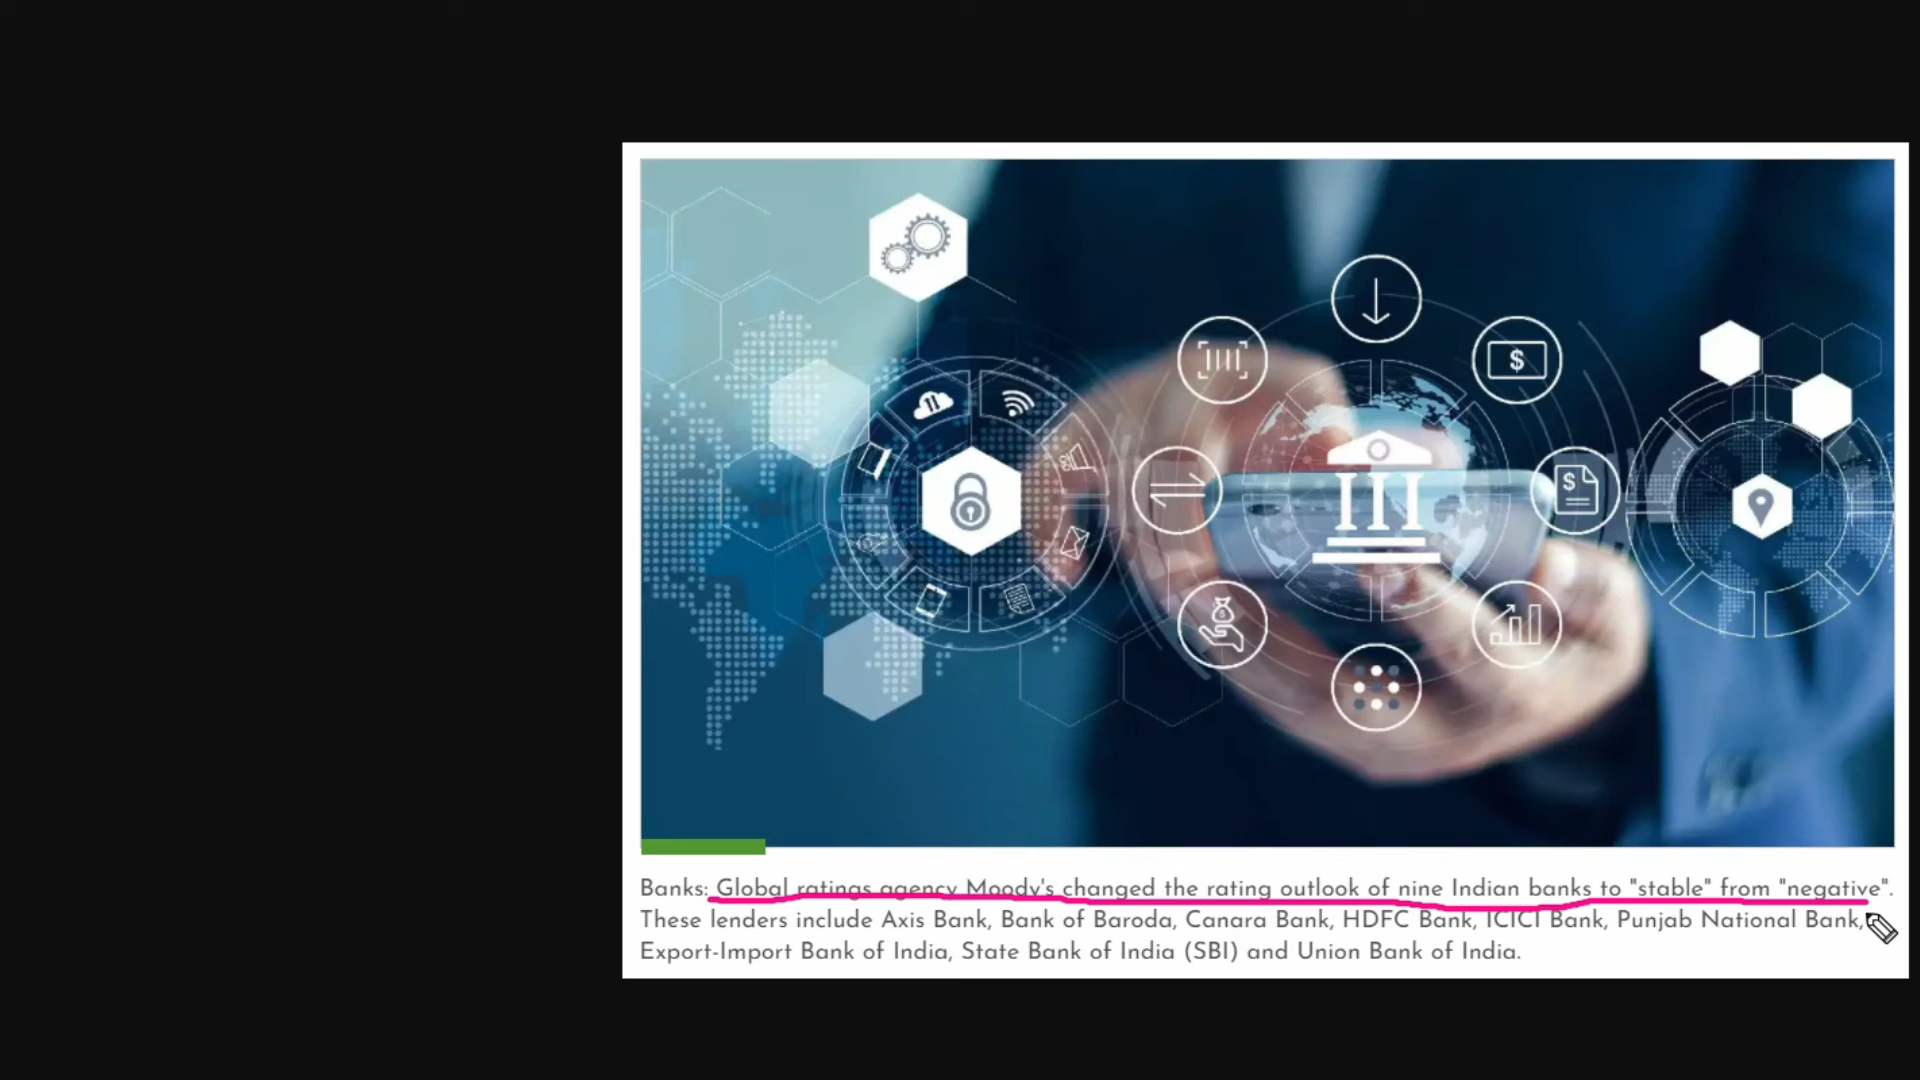 Banks: Global ratings agency Moody's changed the rating outlook of nine Indian banks to "stable" from "negative".
These lenders include Axis Bank, Bank of Baroda, Canara Bank, HDFC Bank, ICICI Bank, Punjab National Bank,
Export-Import Bank of India, State Bank of India (SBI) and Union Bank of India.